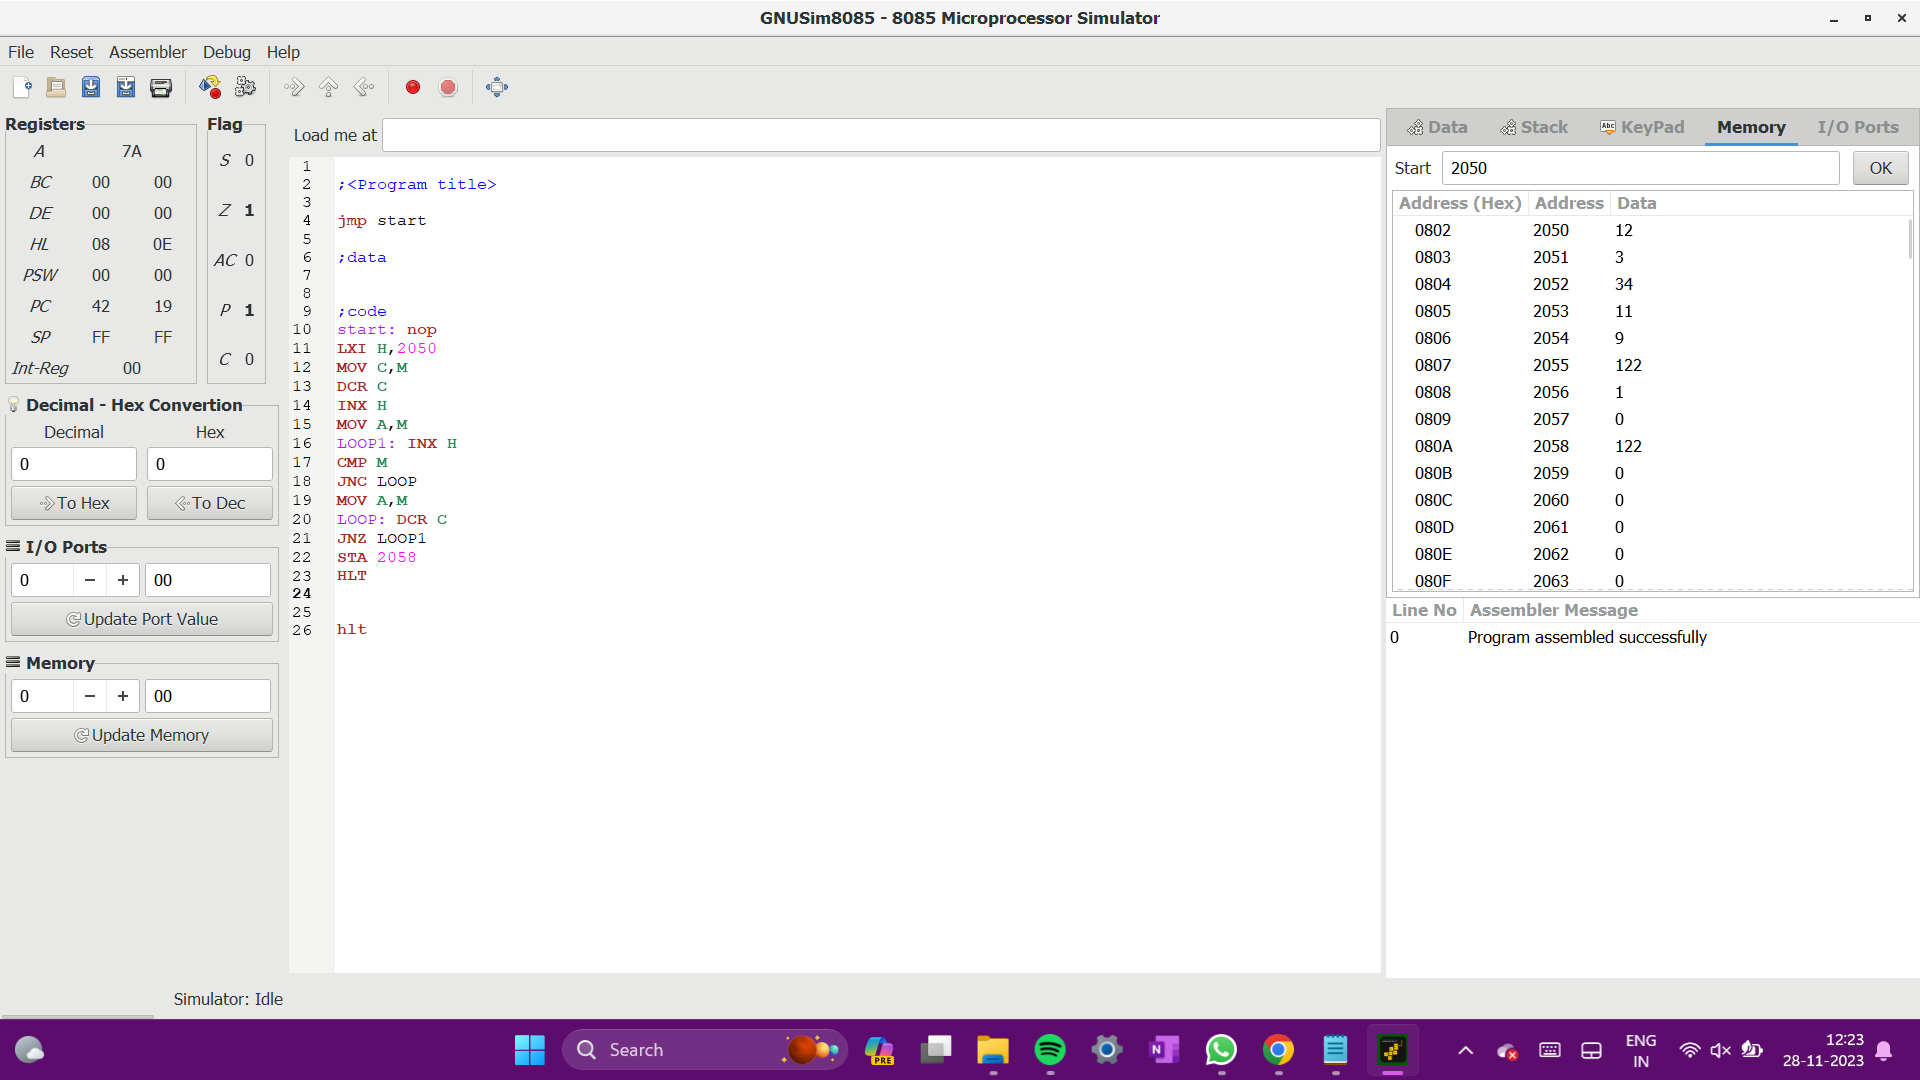 GNUSim8085 - 8085 Microprocessor Simulator
File Reset Assembler Debug Help
Registers
A 7A
BC 00 00
DE 00 00
HL 08 0E
PSW 00 00
PC 42 19
SP FF FF
Int-Reg 00
Flag
S 0
Z 1
AC 0
P 1
C 0
Decimal - Hex Convertion
Decimal Hex
0 0
To Hex To Dec
I/O Ports
0 − + 00
Update Port Value
Memory
0 − + 00
Update Memory
Load me at
1
2 ;<Program title>
3
4 jmp start
5
6 ;data
7
8
9 ;code
10 start: nop
11 LXI H,2050
12 MOV C,M
13 DCR C
14 INX H
15 MOV A,M
16 LOOP1: INX H
17 CMP M
18 JNC LOOP
19 MOV A,M
20 LOOP: DCR C
21 JNZ LOOP1
22 STA 2058
23 HLT
24
25
26 hlt
Data Stack Abc KeyPad Memory I/O Ports
Start 2050 OK
Address (Hex) Address Data
0802 2050 12
0803 2051 3
0804 2052 34
0805 2053 11
0806 2054 9
0807 2055 122
0808 2056 1
0809 2057 0
080A 2058 122
080B 2059 0
080C 2060 0
080D 2061 0
080E 2062 0
080F 2063 0
Line No Assembler Message
0 Program assembled successfully
Simulator: Idle
Search
PRE
N
ENG
IN
12:23
28-11-2023